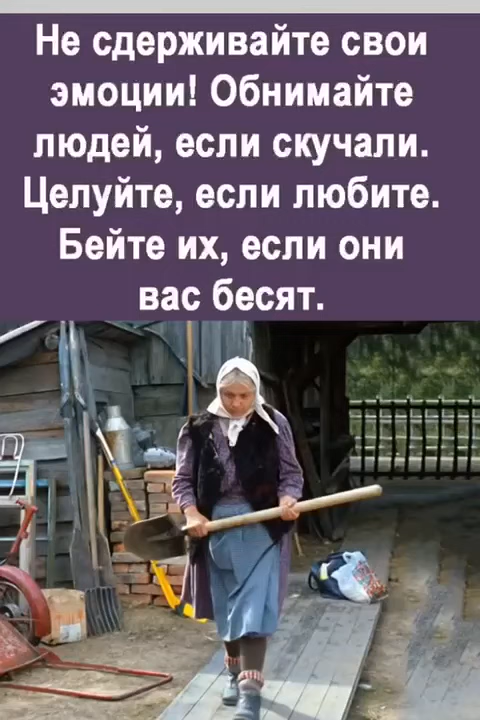 Не сдерживайте свои
эмоции! Обнимайте
людей, если скучали.
Целуйте, если любите.
Бейте их, если они
вас бесят.